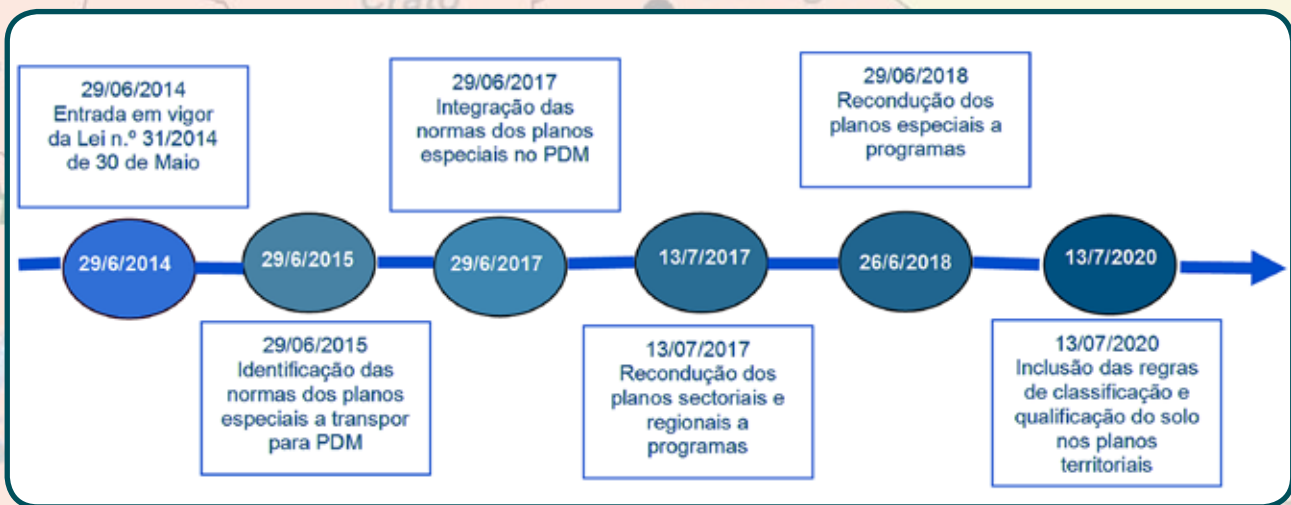 Crato
29/06/2014
Entrada em vigor
da Lei n.º 31/2014
de 30 de Maio
29/06/2017
Integração das
normas dos planos
especiais no PDM
29/06/2018
Recondução dos
planos especiais a
programas
29/6/2014
29/6/2015
29/6/2017
13/7/2017
26/6/2018
13/7/2020
29/06/2015
Identificação das
normas dos planos
especiais a transpor
para PDM
13/07/2017
Recondução dos
planos sectoriais e
regionais a
programas
13/07/2020
Inclusão das regras
de classificação e
qualificação do solo
nos planos
territoriais